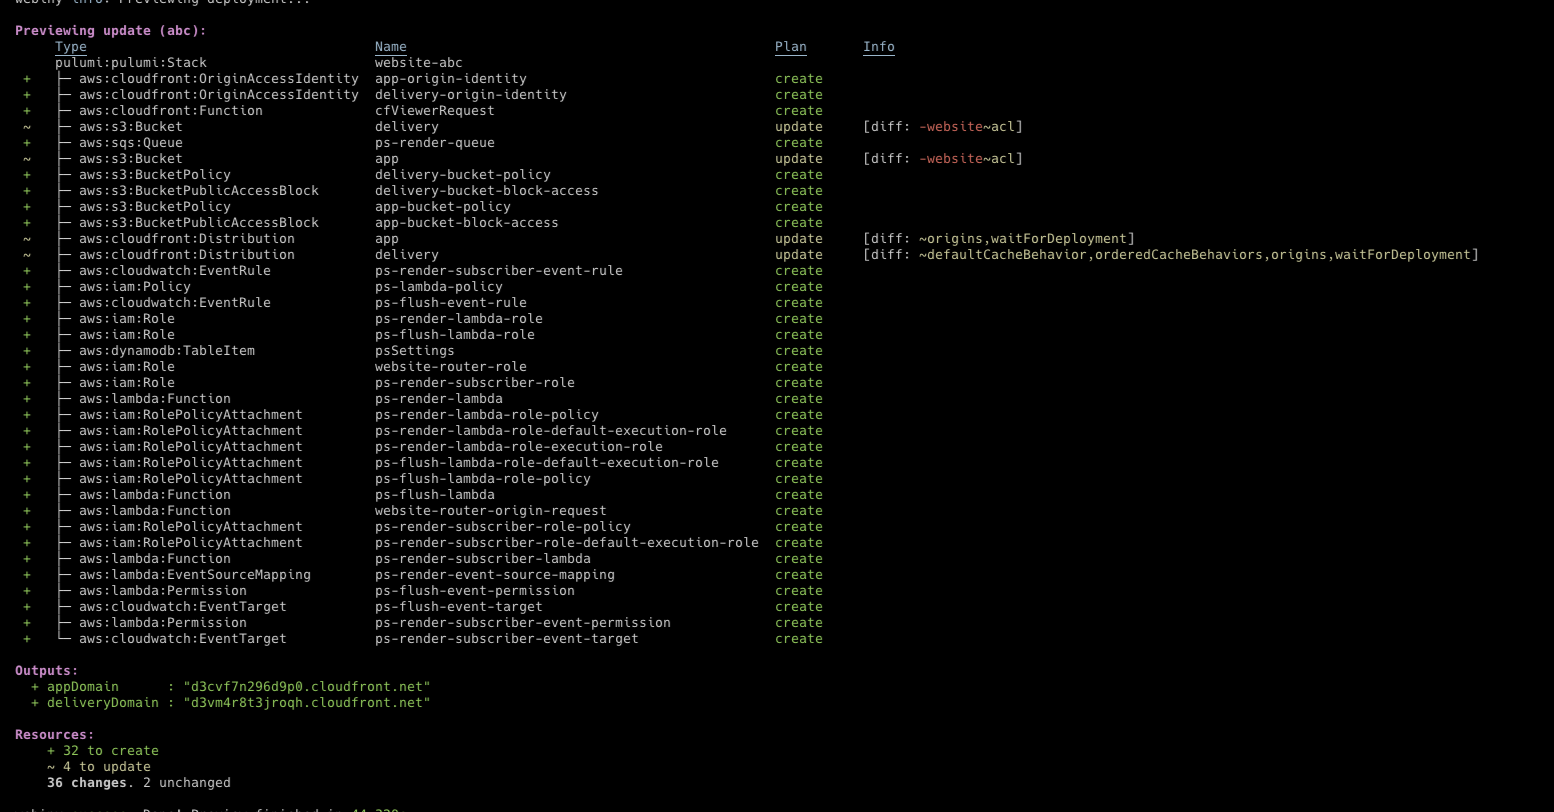 webiny info: Previewing deployment...
Previewing update (abc):
Type Name Plan Info
pulumi:pulumi:Stack website-abc
+ ├─ aws:cloudfront:OriginAccessIdentity app-origin-identity create
+ ├─ aws:cloudfront:OriginAccessIdentity delivery-origin-identity create
+ ├─ aws:cloudfront:Function cfViewerRequest create
~ ├─ aws:s3:Bucket delivery update [diff: -website~acl]
+ ├─ aws:sqs:Queue ps-render-queue create
~ ├─ aws:s3:Bucket app update [diff: -website~acl]
+ ├─ aws:s3:BucketPolicy delivery-bucket-policy create
+ ├─ aws:s3:BucketPublicAccessBlock delivery-bucket-block-access create
+ ├─ aws:s3:BucketPolicy app-bucket-policy create
+ ├─ aws:s3:BucketPublicAccessBlock app-bucket-block-access create
~ ├─ aws:cloudfront:Distribution app update [diff: ~origins,waitForDeployment]
~ ├─ aws:cloudfront:Distribution delivery update [diff: ~defaultCacheBehavior,orderedCacheBehaviors,origins,waitForDeployment]
+ ├─ aws:cloudwatch:EventRule ps-render-subscriber-event-rule create
+ ├─ aws:iam:Policy ps-lambda-policy create
+ ├─ aws:cloudwatch:EventRule ps-flush-event-rule create
+ ├─ aws:iam:Role ps-render-lambda-role create
+ ├─ aws:iam:Role ps-flush-lambda-role create
+ ├─ aws:dynamodb:TableItem psSettings create
+ ├─ aws:iam:Role website-router-role create
+ ├─ aws:iam:Role ps-render-subscriber-role create
+ ├─ aws:lambda:Function ps-render-lambda create
+ ├─ aws:iam:RolePolicyAttachment ps-render-lambda-role-policy create
+ ├─ aws:iam:RolePolicyAttachment ps-render-lambda-role-default-execution-role create
+ ├─ aws:iam:RolePolicyAttachment ps-render-lambda-role-execution-role create
+ ├─ aws:iam:RolePolicyAttachment ps-flush-lambda-role-default-execution-role create
+ ├─ aws:iam:RolePolicyAttachment ps-flush-lambda-role-policy create
+ ├─ aws:lambda:Function ps-flush-lambda create
+ ├─ aws:lambda:Function website-router-origin-request create
+ ├─ aws:iam:RolePolicyAttachment ps-render-subscriber-role-policy create
+ ├─ aws:iam:RolePolicyAttachment ps-render-subscriber-role-default-execution-role create
+ ├─ aws:lambda:Function ps-render-subscriber-lambda create
+ ├─ aws:lambda:EventSourceMapping ps-render-event-source-mapping create
+ ├─ aws:lambda:Permission ps-flush-event-permission create
+ ├─ aws:cloudwatch:EventTarget ps-flush-event-target create
+ ├─ aws:lambda:Permission ps-render-subscriber-event-permission create
+ └─ aws:cloudwatch:EventTarget ps-render-subscriber-event-target create
Outputs:
+ appDomain : "d3cvf7n296d9p0.cloudfront.net"
+ deliveryDomain : "d3vm4r8t3jroqh.cloudfront.net"
Resources:
+ 32 to create
~ 4 to update
36 changes. 2 unchanged
webiny success: Done! Preview finished in